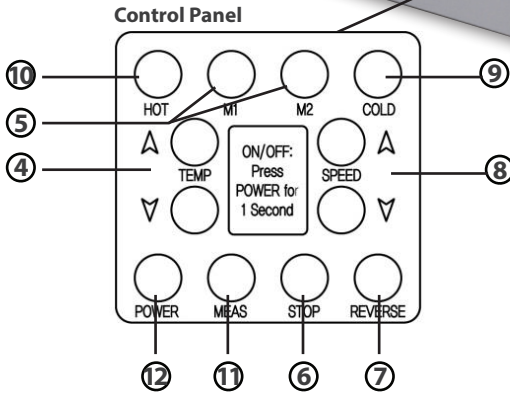 Control Panel
10 9
HOT M1 M2 COLD
5
4 8
TEMP SPEED
ON/OFF:
Press
POWER for
1 Second
POWER MEAS STOP REVERSE
12 11 6 7